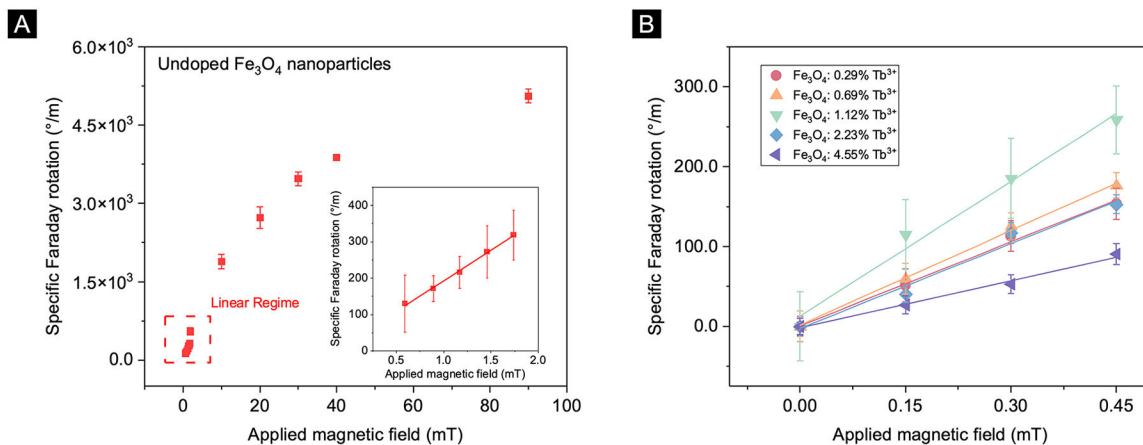 A
Undoped Fe₃O₄ nanoparticles
6.0×10³
4.5×10³
3.0×10³
1.5×10³
0.0
Specific Faraday rotation (°/m)
Linear Regime
0
20
40
60
80
100
Applied magnetic field (mT)
400
300
200
100
0
Specific Faraday rotation (°/m)
0.5
1.0
1.5
2.0
Applied magnetic field (mT)
B
Fe₃O₄: 0.29% Tb³⁺
Fe₃O₄: 0.69% Tb³⁺
Fe₃O₄: 1.12% Tb³⁺
Fe₃O₄: 2.23% Tb³⁺
Fe₃O₄: 4.55% Tb³⁺
300.0
200.0
100.0
0.0
Specific Faraday rotation (°/m)
0.00
0.15
0.30
0.45
Applied magnetic field (mT)